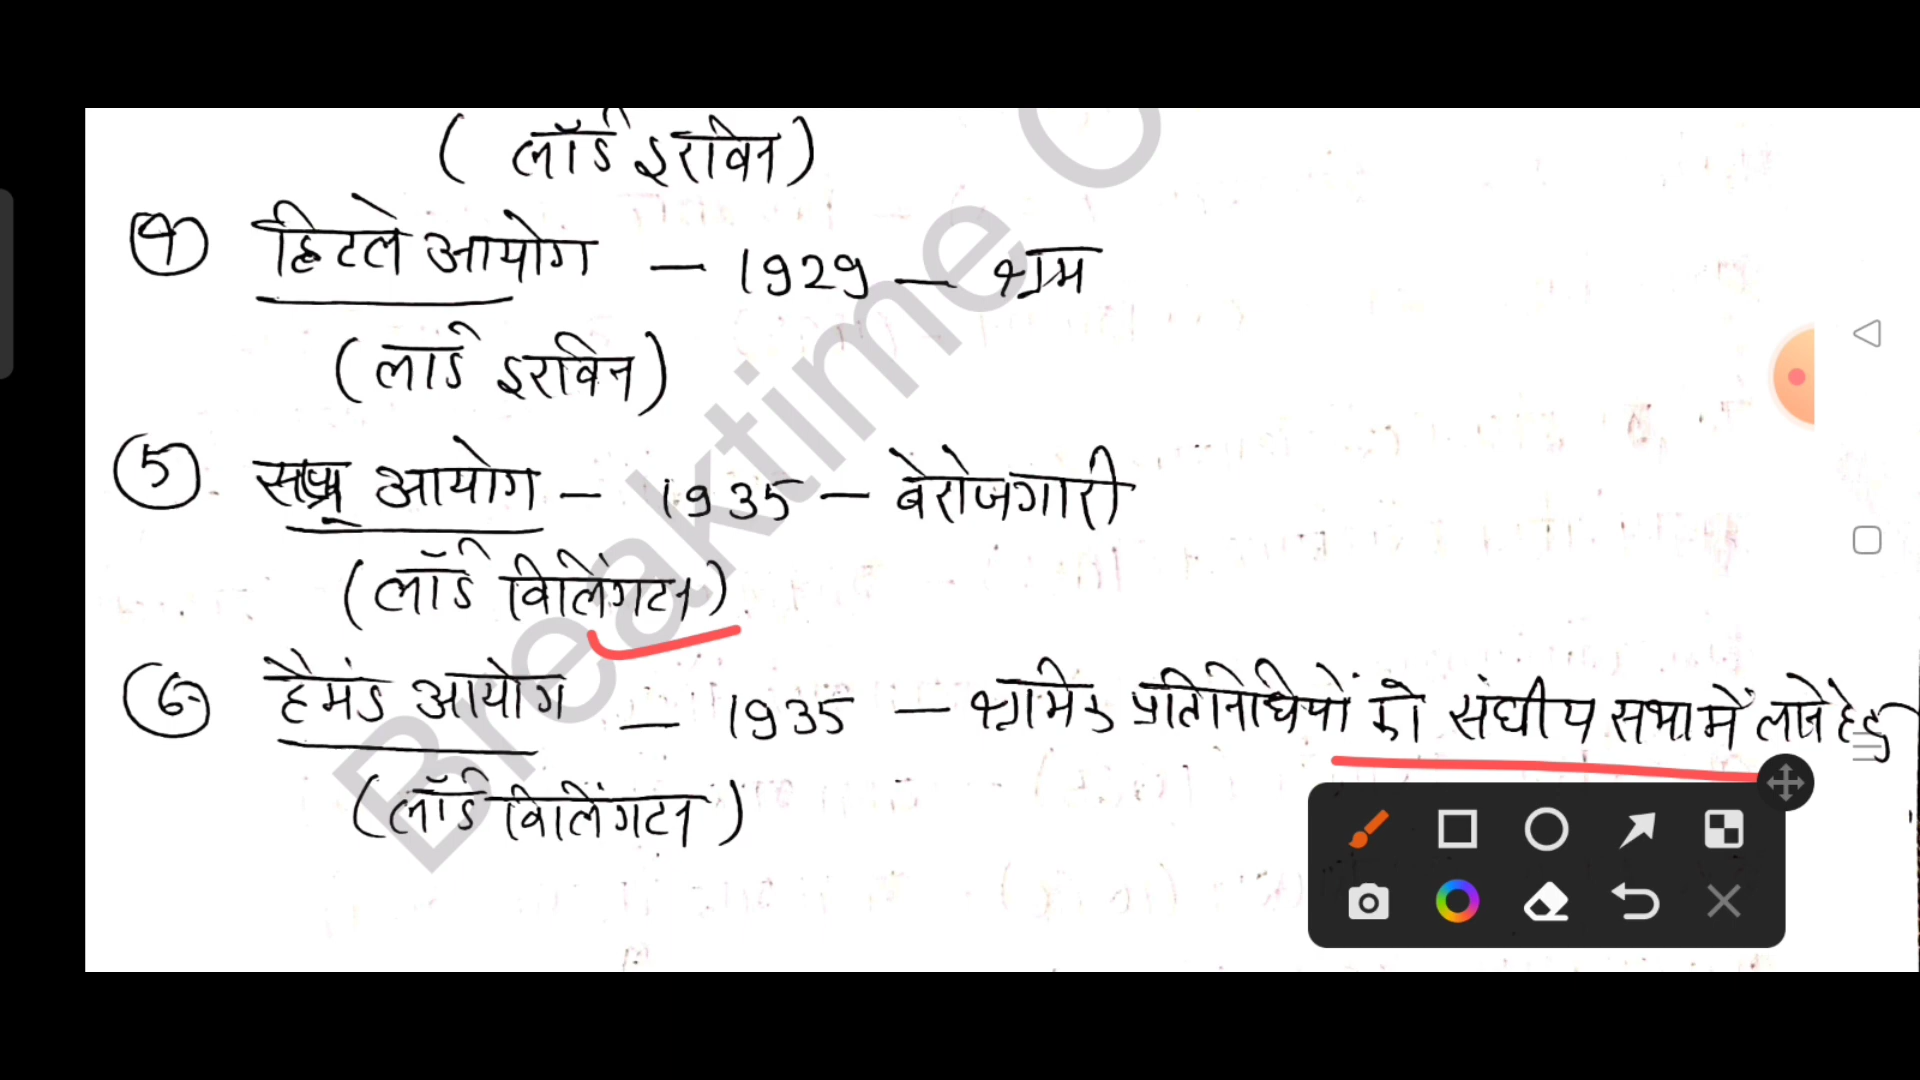 ( लॉर्ड इरविन )
4 ह्विटले आयोग – 1929 – श्रम
( लार्ड इरविन )
5 सप्रू आयोग – 1935 – बेरोजगारी
( लॉर्ड विलिंगटन )
6 हैमंड आयोग – 1935 – श्रमिक प्रतिनिधियों को संघीय सभा में लाने हेतु
( लॉर्ड विलिंगटन )
Breaktime